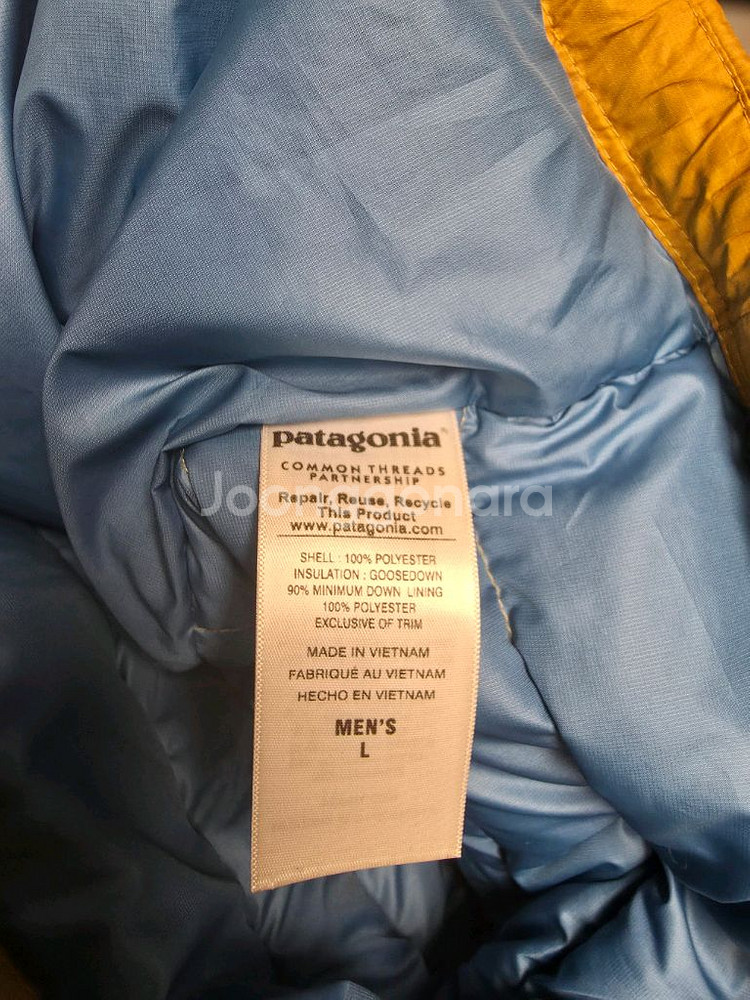 patagonia®
COMMON THREADS
PARTNERSHIP
Repair, Reuse, Recycle
This Product
www.patagonia.com
Joongonara
SHELL : 100% POLYESTER
INSULATION : GOOSEDOWN
90% MINIMUM DOWN LINING
100% POLYESTER
EXCLUSIVE OF TRIM
MADE IN VIETNAM
FABRIQUÉ AU VIETNAM
HECHO EN VIETNAM
MEN'S
L